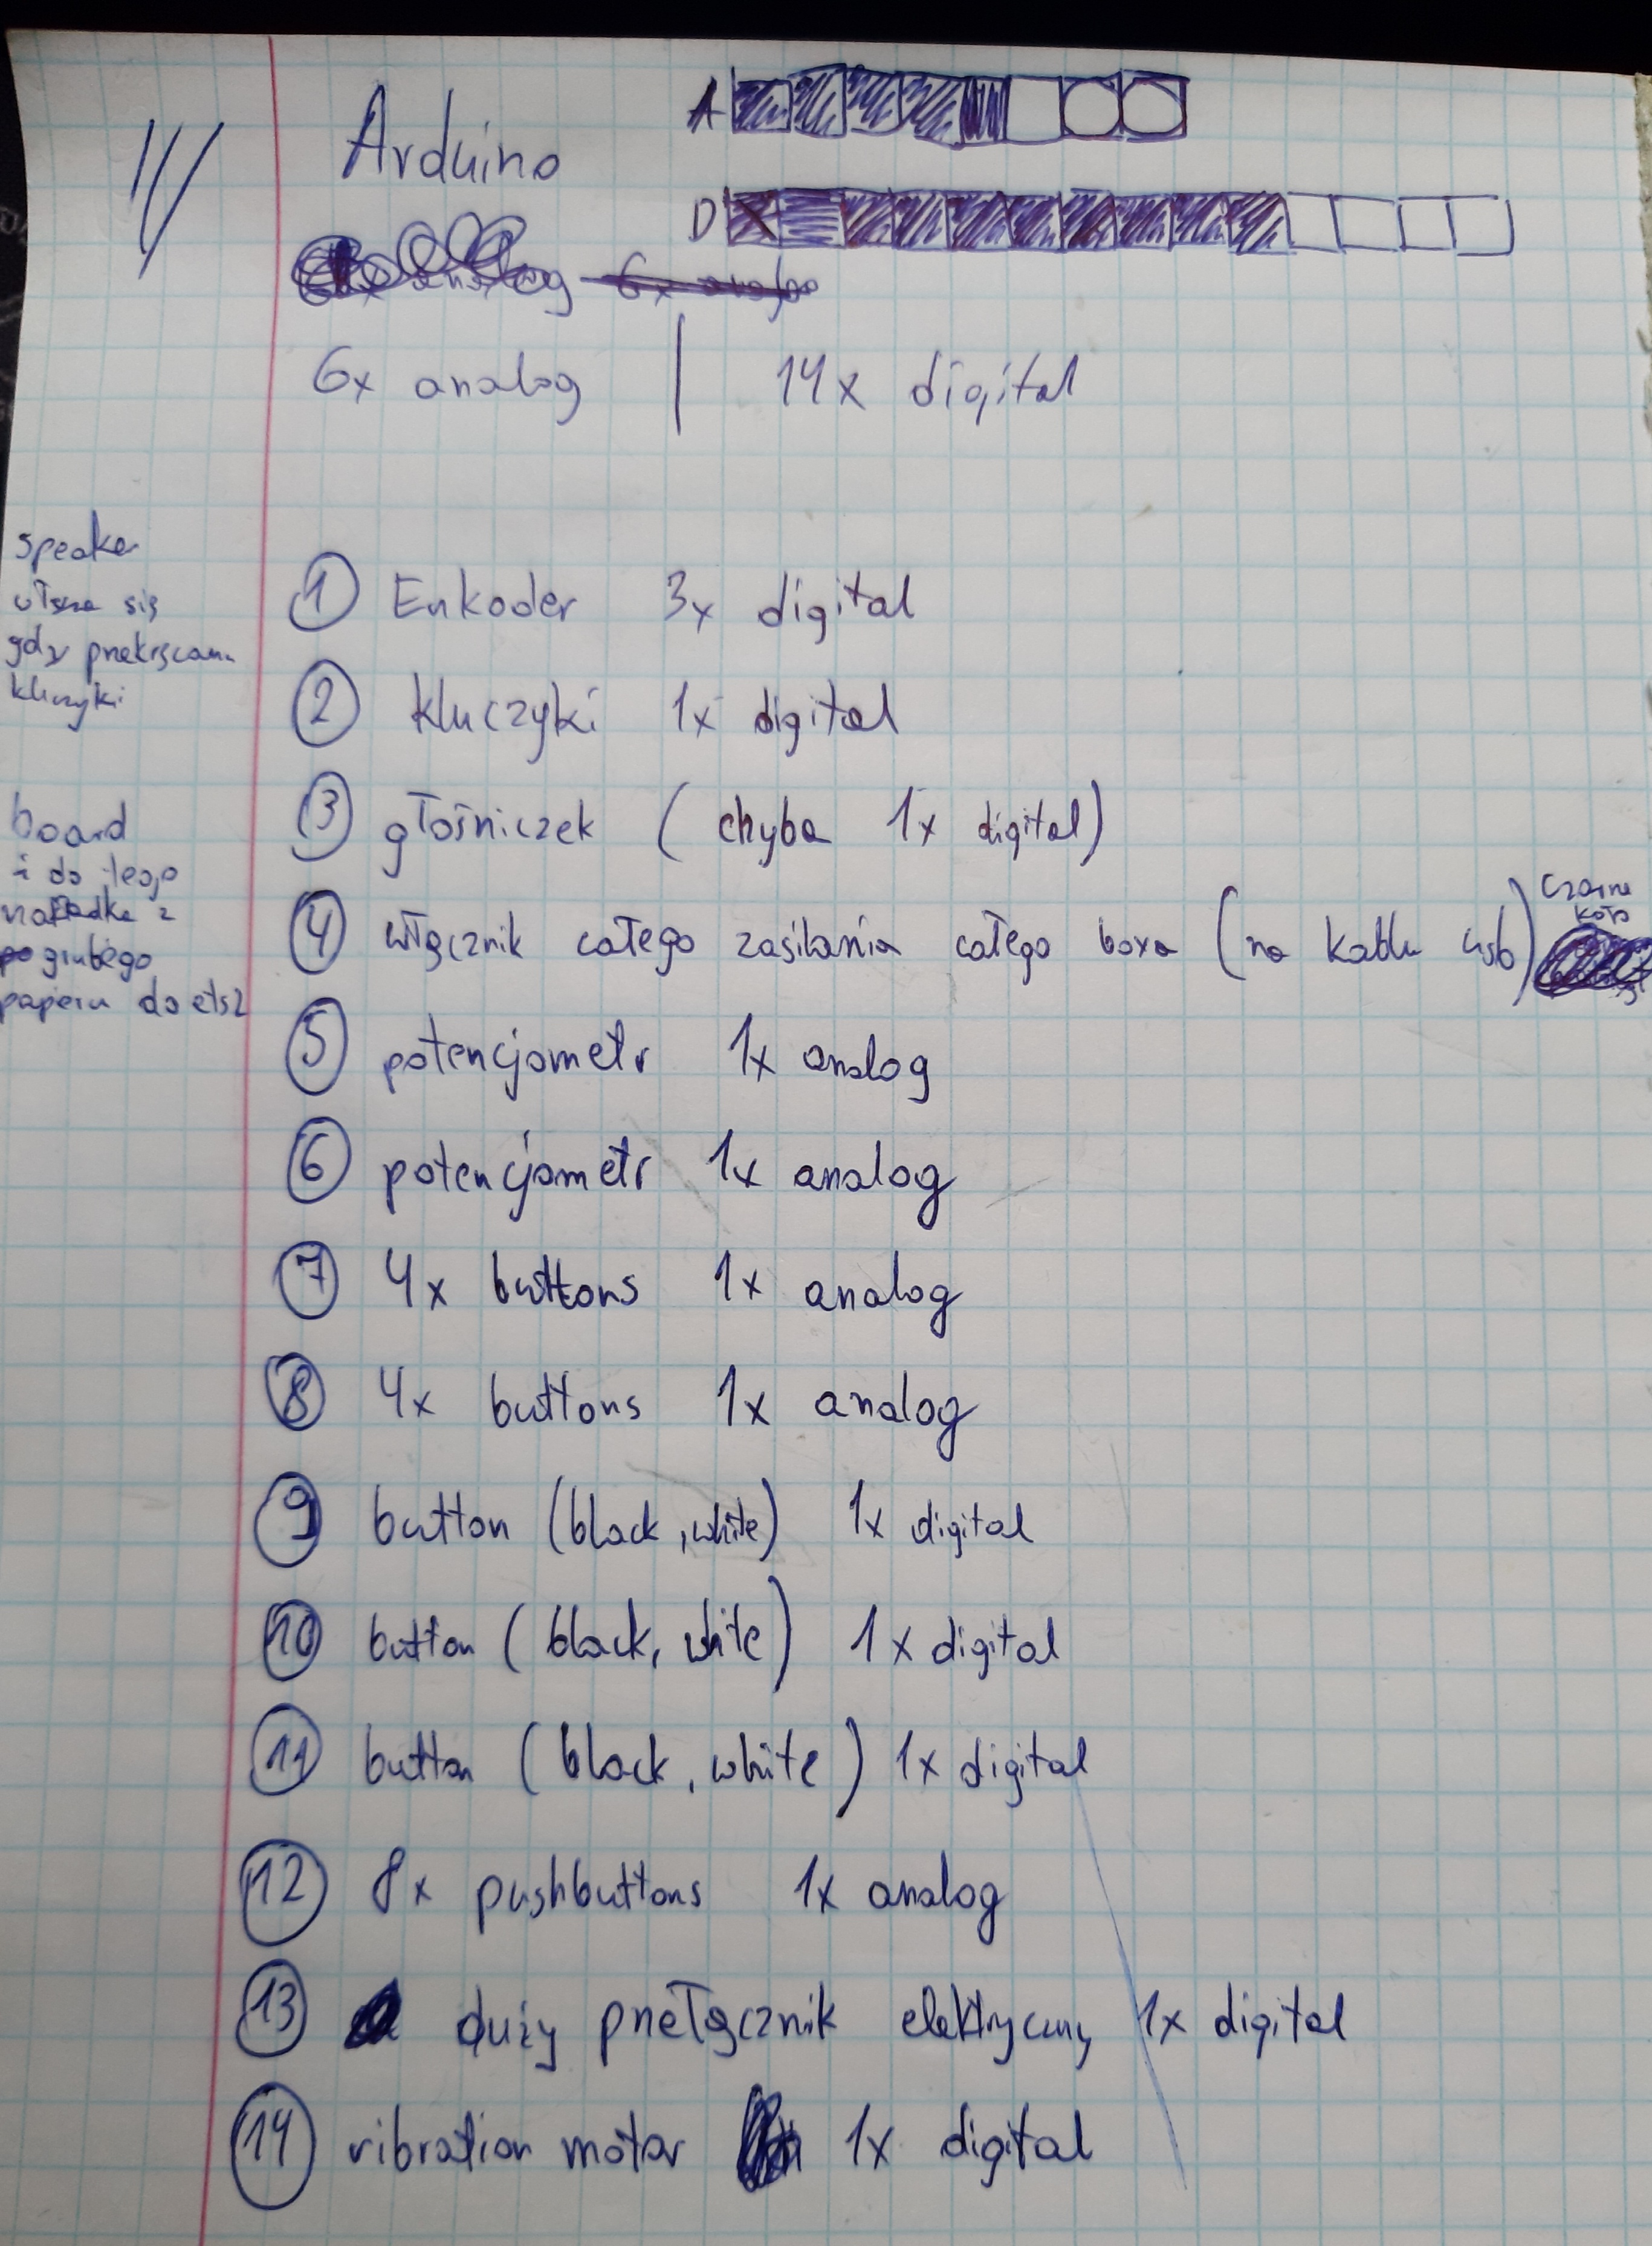 A
Arduino
D
6x analog | 14x digital
speaker
włącza się
gdy przekręcam
kluczyki
board
i do tego
nakładka z
grubego
papieru do
① Enkoder 3x digital
② kluczyki 1x digital
③ głośniczek (chyba 1x digital)
④ włącznik całego zasilania całego boxa (na kablu usb) czarne
koło
⑤ potencjometr 1x analog
⑥ potencjometr 1x analog
⑦ 4x buttons 1x analog
⑧ 4x buttons 1x analog
⑨ button (black, white) 1x digital
⑩ button (black, white) 1x digital
⑪ button (black, white) 1x digital
⑫ 8x pushbuttons 1x analog
⑬ duży przełącznik elektryczny 1x digital
⑭ vibration motor 1x digital